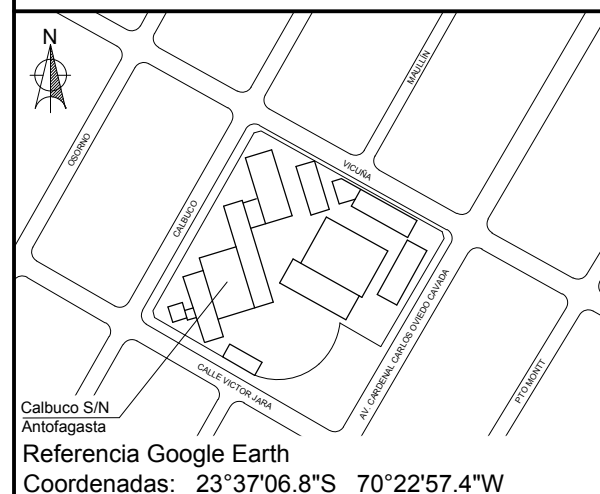 N
MAULLÍN
OSORNO
VICUÑA
CALBUCO
AV. CARDENAL CARLOS OVIEDO CAVADA
CALLE VICTOR JARA
PTO MONTT
Calbuco S/N
Antofagasta
Referencia Google Earth
Coordenadas: 23°37'06.8"S 70°22'57.4"W